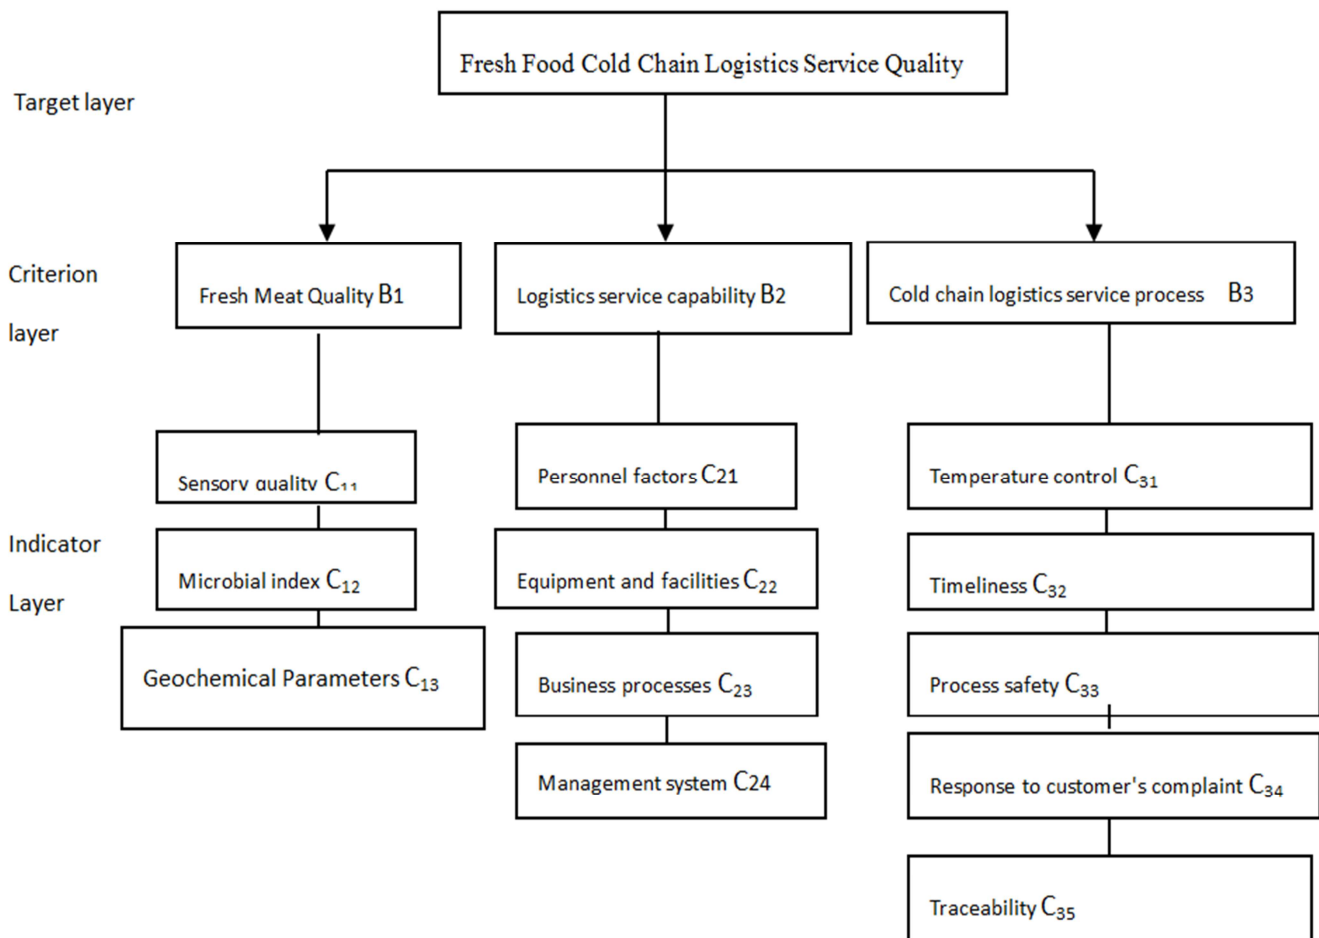 Fresh Food Cold Chain Logistics Service Quality
Target layer
Criterion
layer
Fresh Meat Quality B1
Logistics service capability B2
Cold chain logistics service process B3
Indicator
Layer
Sensory quality C11
Microbial index C12
Geochemical Parameters C13
Personnel factors C21
Equipment and facilities C22
Business processes C23
Management system C24
Temperature control C31
Timeliness C32
Process safety C33
Response to customer's complaint C34
Traceability C35